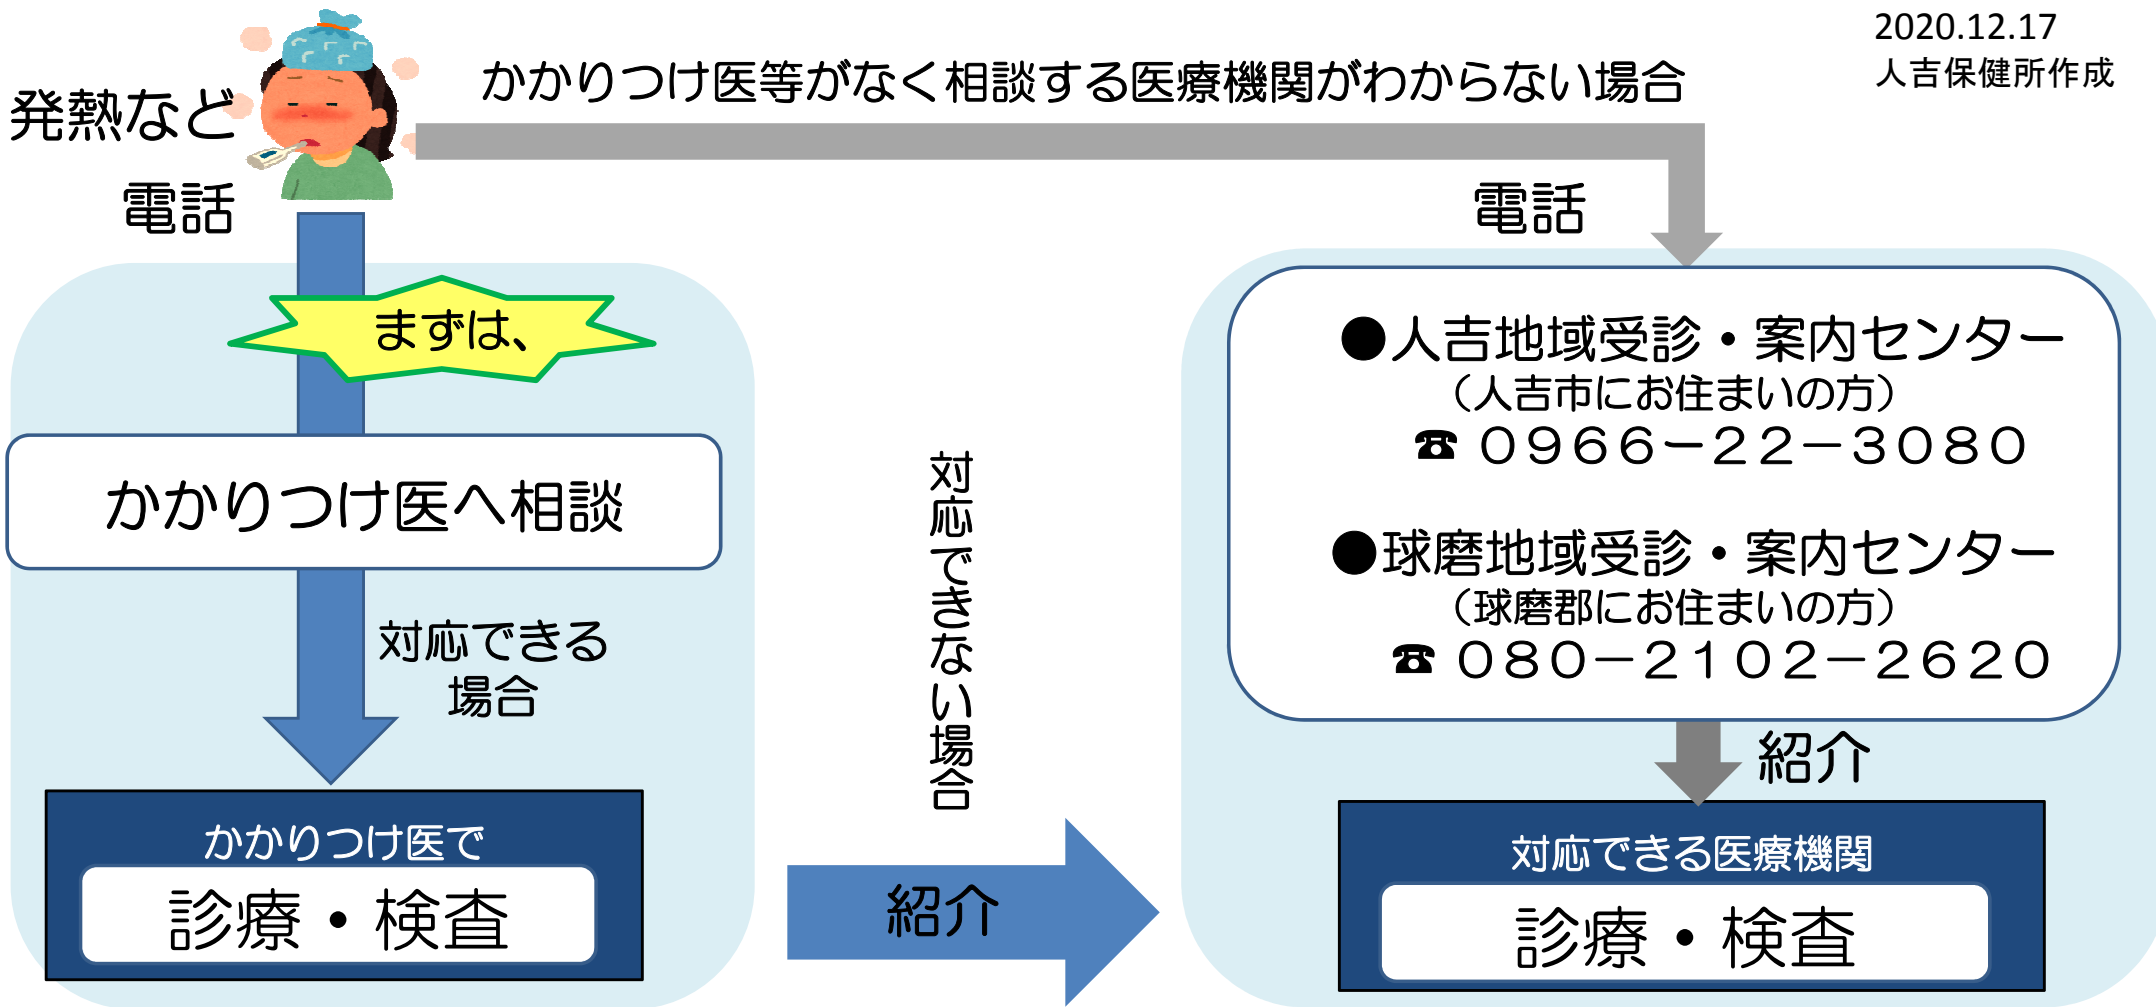 2020.12.17
人吉保健所作成
かかりつけ医等がなく相談する医療機関がわからない場合
発熱など
電話
電話
まずは、
かかりつけ医へ相談
対応できる
場合
かかりつけ医で
診療・検査
対応できない場合
紹介
●人吉地域受診・案内センター
（人吉市にお住まいの方）
☎ ０９６６－２２－３０８０
●球磨地域受診・案内センター
（球磨郡にお住まいの方）
☎ ０８０－２１０２－２６２０
紹介
対応できる医療機関
診療・検査